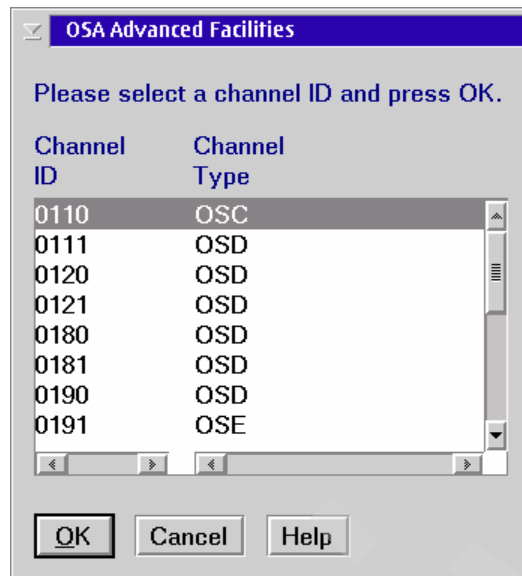 OSA Advanced Facilities
Please select a channel ID and press OK.
Channel Channel
ID Type
0110 OSC
0111 OSD
0120 OSD
0121 OSD
0180 OSD
0181 OSD
0190 OSD
0191 OSE
OK Cancel Help